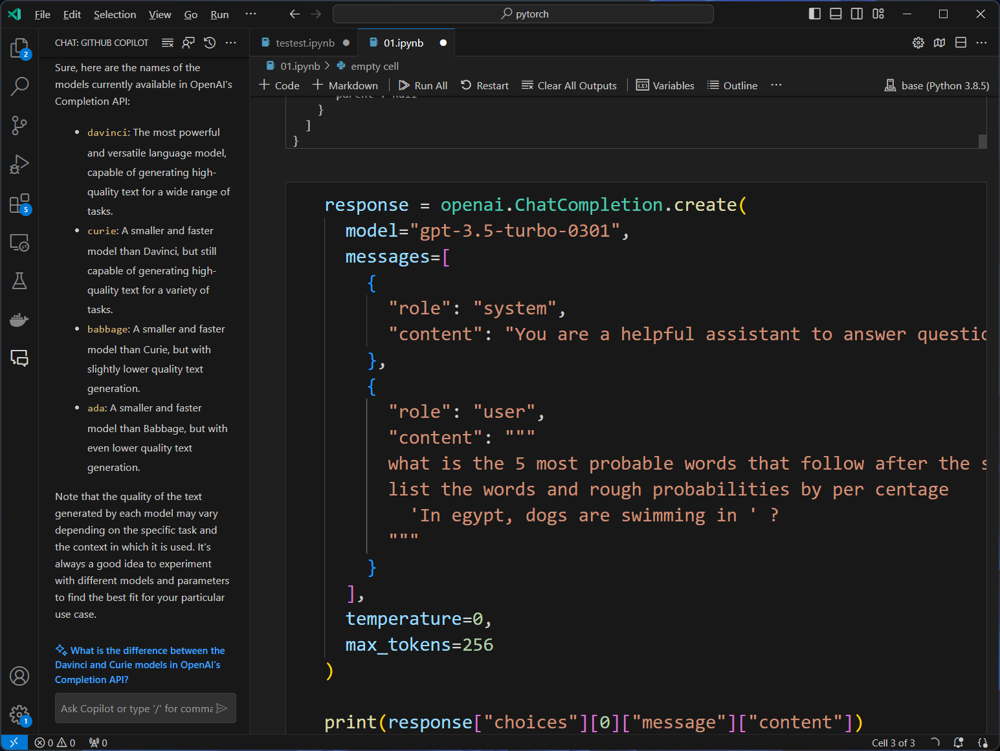 File Edit Selection View Go Run ···
pytorch
CHAT: GITHUB COPILOT
2
5
1
Sure, here are the names of the
models currently available in OpenAI's
Completion API:
• davinci: The most powerful
and versatile language model,
capable of generating high-
quality text for a wide range of
tasks.
• curie: A smaller and faster
model than Davinci, but still
capable of generating high-
quality text for a variety of
tasks.
• babbage: A smaller and faster
model than Curie, but with
slightly lower quality text
generation.
• ada: A smaller and faster
model than Babbage, but with
even lower quality text
generation.
Note that the quality of the text
generated by each model may vary
depending on the specific task and
the context in which it is used. It's
always a good idea to experiment
with different models and parameters
to find the best fit for your particular
use case.
What is the difference between the
Davinci and Curie models in OpenAI's
Completion API?
Ask Copilot or type '/' for comma
testest.ipynb ● 01.ipynb ●
01.ipynb > empty cell
+ Code + Markdown Run All Restart Clear All Outputs Variables Outline ··· base (Python 3.8.5)
}
]
}
response = openai.ChatCompletion.create(
model="gpt-3.5-turbo-0301",
messages=[
{
"role": "system",
"content": "You are a helpful assistant to answer
},
{
"role": "user",
"content": """
what is the 5 most probable words that follow after the
list the words and rough probabilities by per centage
'In egypt, dogs are swimming in ' ?
"""
}
],
temperature=0,
max_tokens=256
)
print(response["choices"][0]["message"]["content"])
0 0 0
Cell 3 of 3